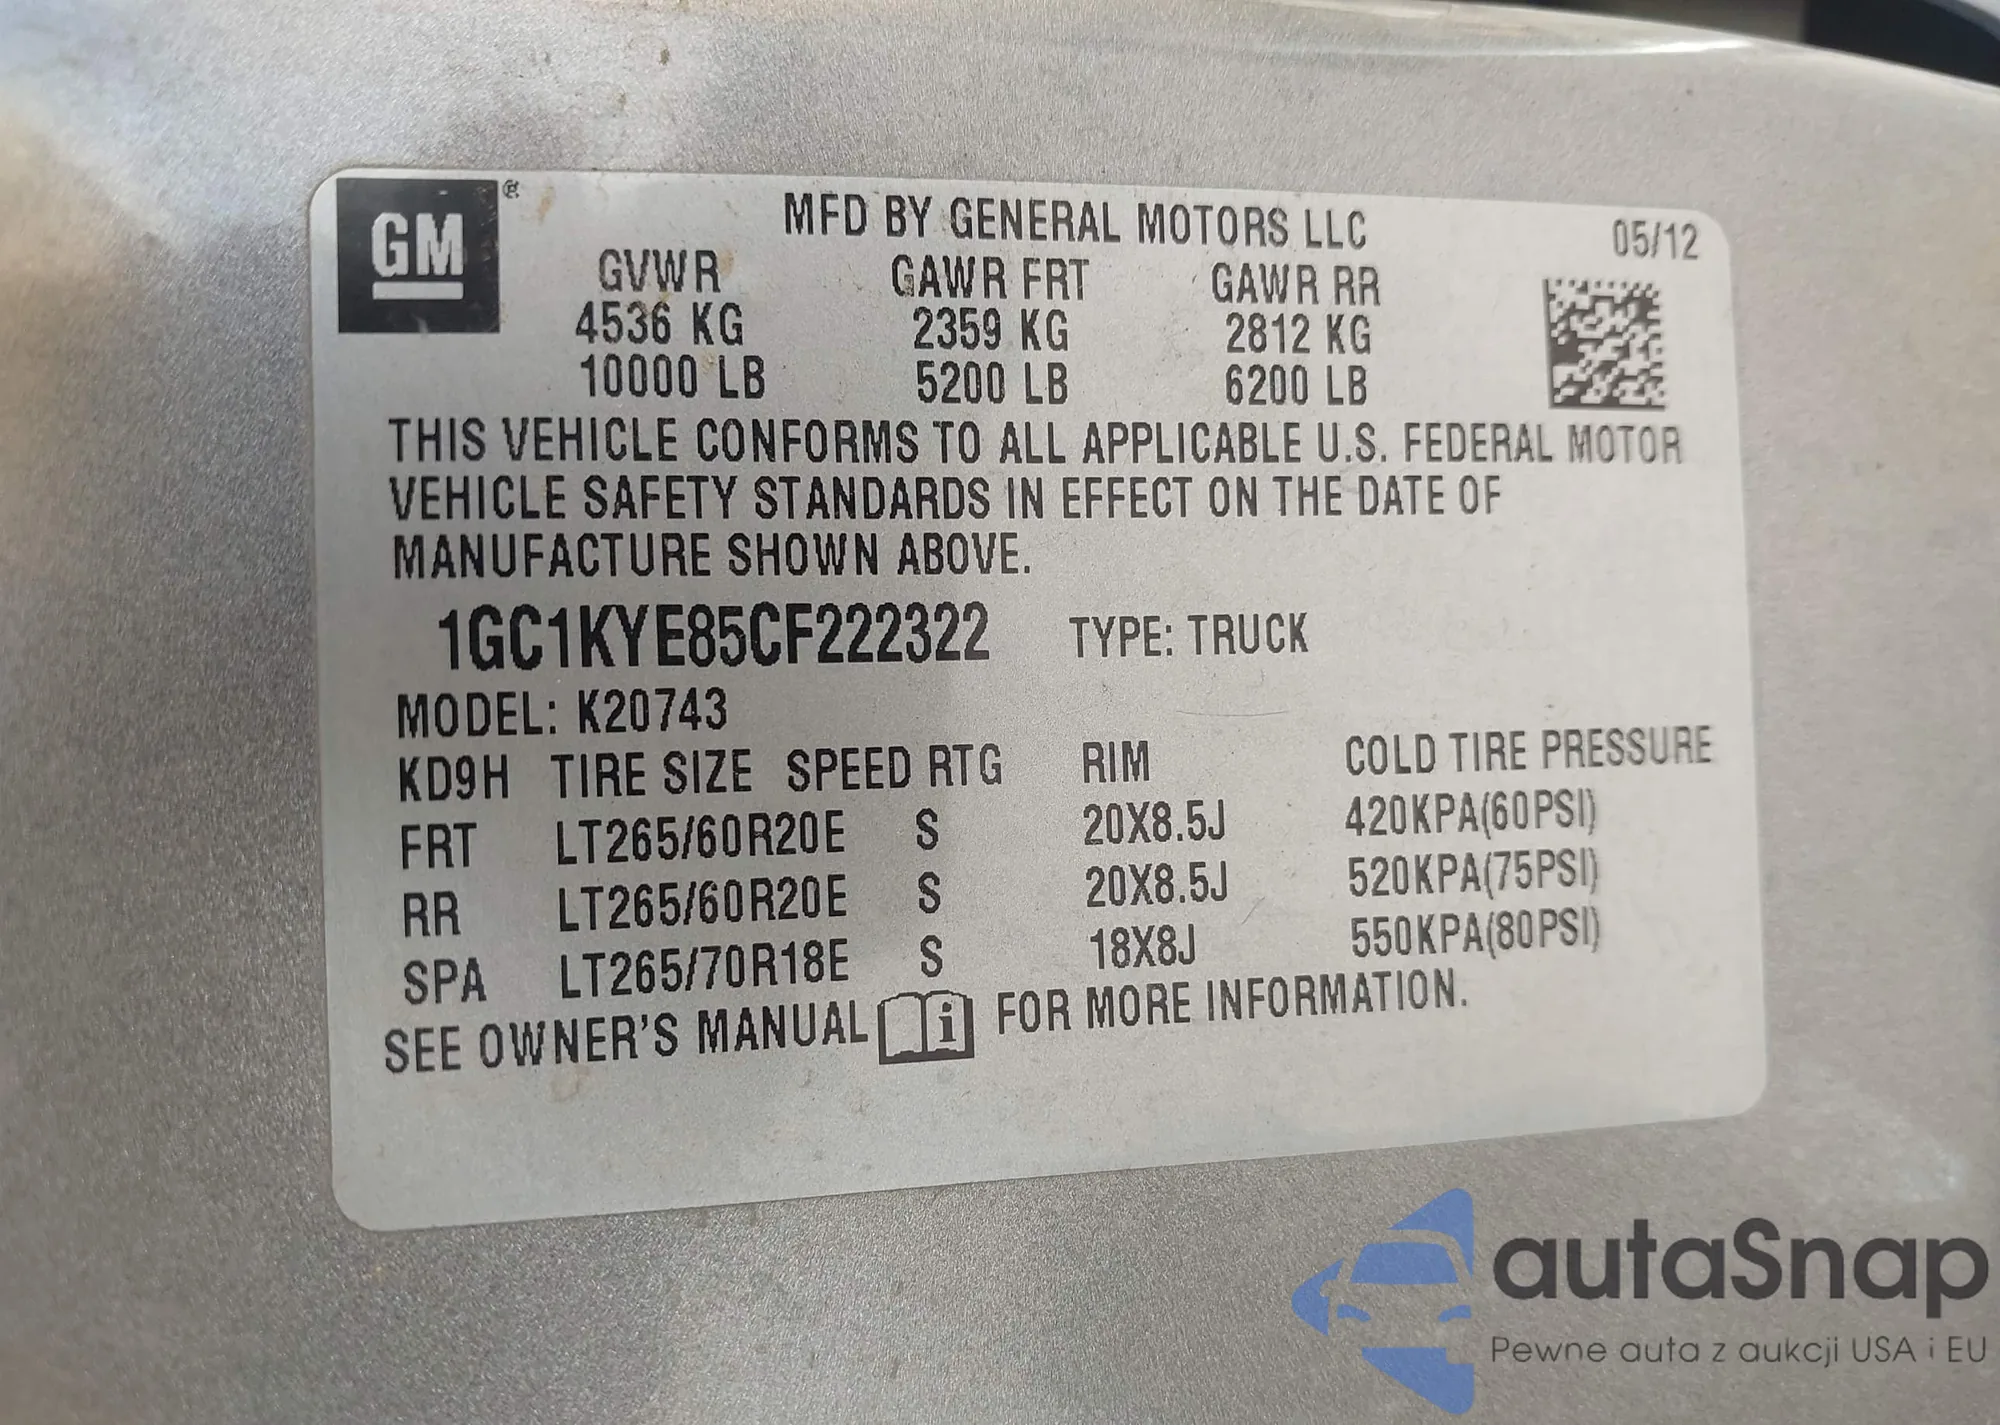 GM®
MFD BY GENERAL MOTORS LLC 05/12
GVWR GAWR FRT GAWR RR
4536 KG 2359 KG 2812 KG
10000 LB 5200 LB 6200 LB
THIS VEHICLE CONFORMS TO ALL APPLICABLE U.S. FEDERAL MOTOR
VEHICLE SAFETY STANDARDS IN EFFECT ON THE DATE OF
MANUFACTURE SHOWN ABOVE.
1GC1KYE85CF222322 TYPE: TRUCK
MODEL: K20743
KD9H TIRE SIZE SPEED RTG RIM COLD TIRE PRESSURE
FRT LT265/60R20E S 20X8.5J 420KPA(60PSI)
RR LT265/60R20E S 20X8.5J 520KPA(75PSI)
SPA LT265/70R18E S 18X8J 550KPA(80PSI)
SEE OWNER'S MANUAL i FOR MORE INFORMATION.
autaSnap
Pewne auta z aukcji USA i EU